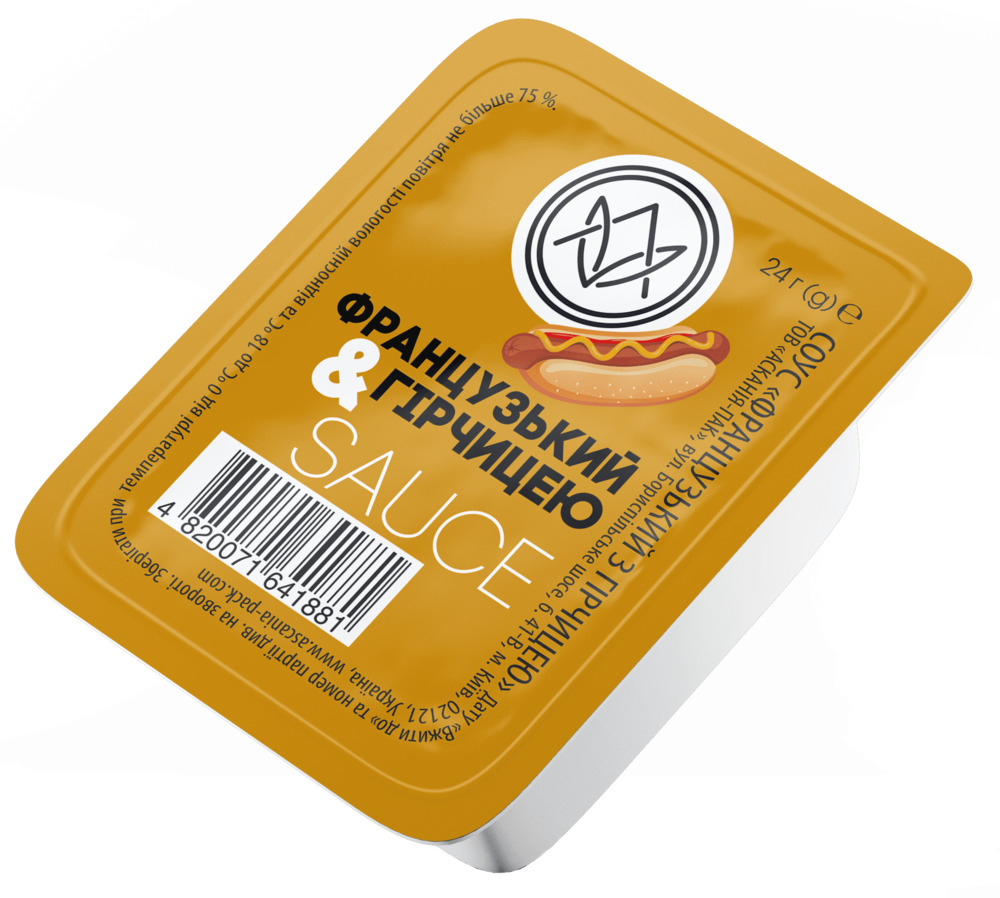 24 г (g) ℮
ФРАНЦУЗЬКИЙ
& ГІРЧИЦЕЮ
SAUCE
4 820071 641881
СОУС «ФРАНЦУЗЬКИЙ З ГІРЧИЦЕЮ» Дату «Вжити до» та номер партії див. на звороті. Зберігати при температурі від 0 °С до 18 °С та відносній вологості повітря не більше 75 %.
ТОВ «АСКАНІЯ-ПАК», вул. Бориспільське шосе, б. 41-В, м. Київ, 02121, Україна, www.ascania-pack.com